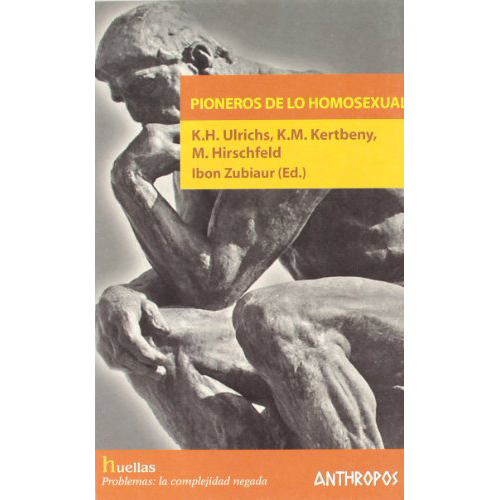 PIONEROS DE LO HOMOSEXUAL
K.H. Ulrichs, K.M. Kertbeny,
M. Hirschfeld
Ibon Zubiaur (Ed.)
huellas
Problemas: la complejidad negada
ANTHROPOS